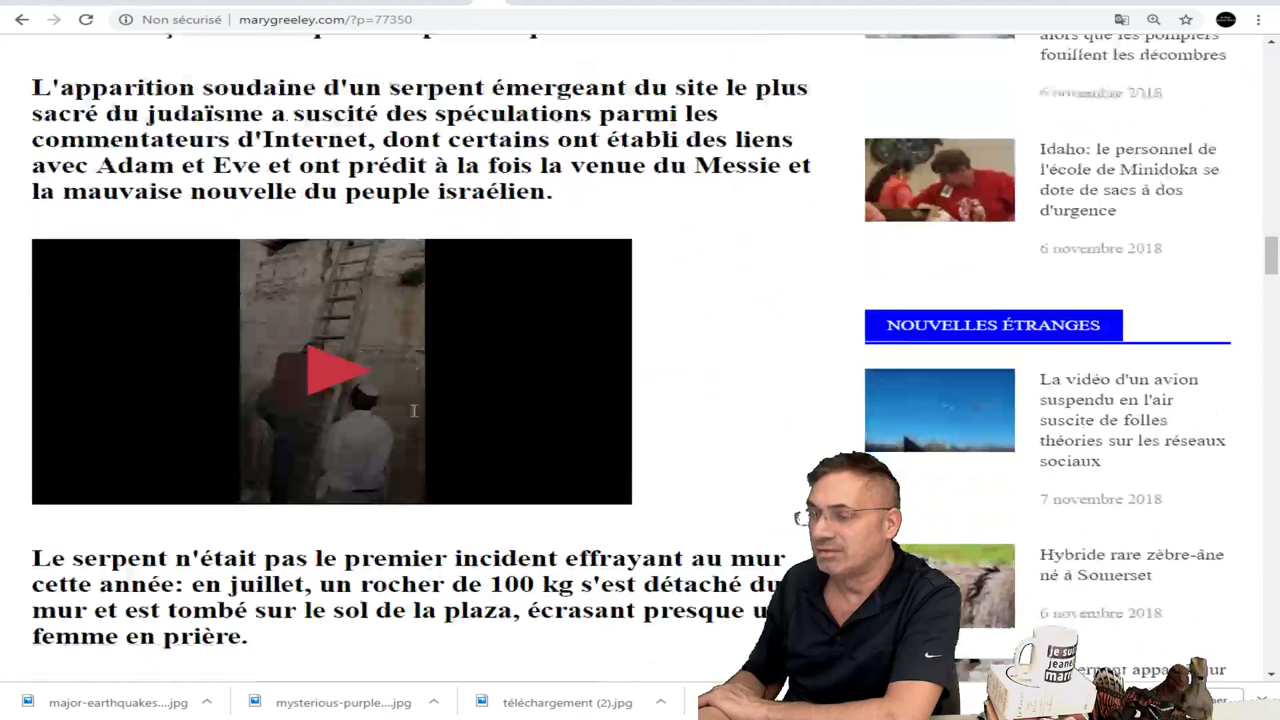 Non sécurisé | marygreeley.com/?p=77350
L'apparition soudaine d'un serpent émergeant du site le plus
sacré du judaïsme a suscité des spéculations parmi les
commentateurs d'Internet, dont certains ont établi des liens
avec Adam et Eve et ont prédit à la fois la venue du Messie et
la mauvaise nouvelle du peuple israélien.
Le serpent n'était pas le premier incident effrayant au mur
cette année: en juillet, un rocher de 100 kg s'est détaché du
mur et est tombé sur le sol de la plaza, écrasant presque
femme en prière.
alors que les pompiers
fouillent les décombres
6 novembre 2018
Idaho: le personnel de
l'école de Minidoka se
dote de sacs à dos
d'urgence
6 novembre 2018
NOUVELLES ÉTRANGES
La vidéo d'un avion
suspendu en l'air
suscite de folles
théories sur les réseaux
sociaux
7 novembre 2018
Hybride rare zèbre-âne
né à Somerset
6 novembre 2018
je suis
jeane
major-earthquakes....jpg
mysterious-purple....jpg
téléchargement (2).jpg